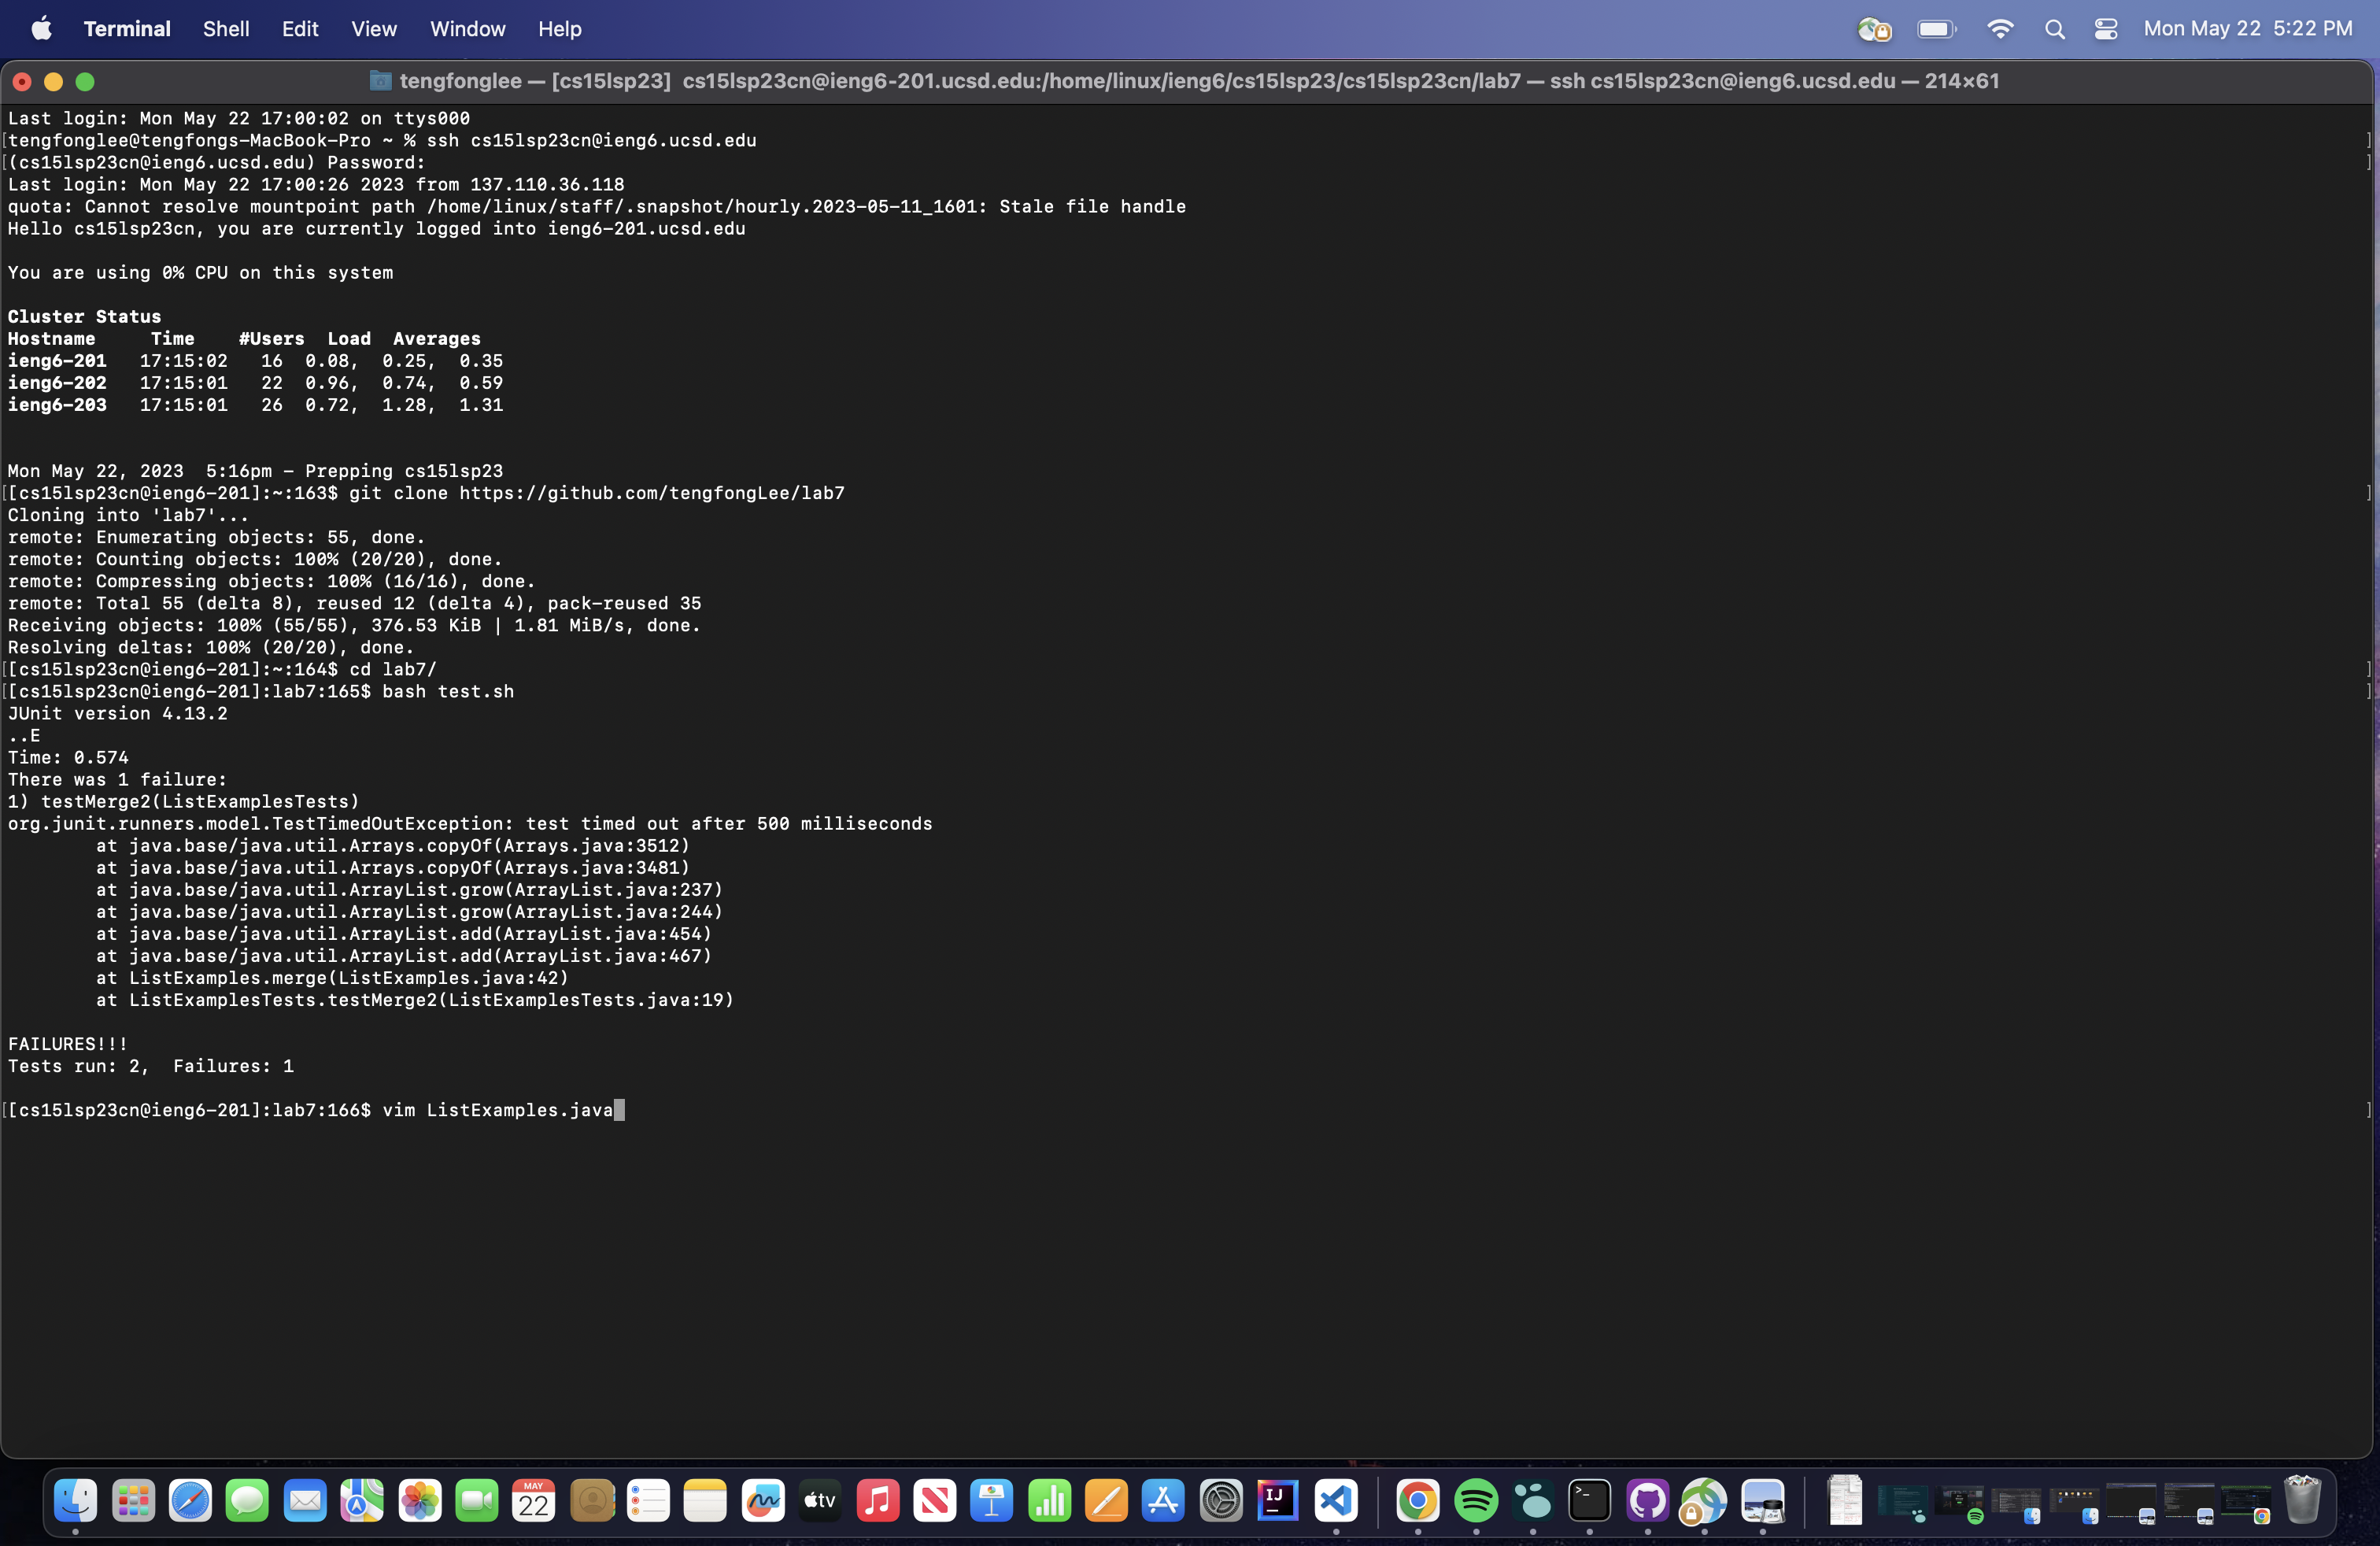 Terminal Shell Edit View Window Help Mon May 22 5:22 PM
tengfonglee — [cs15lsp23] cs15lsp23cn@ieng6-201.ucsd.edu:/home/linux/ieng6/cs15lsp23/cs15lsp23cn/lab7 — ssh cs15lsp23cn@ieng6.ucsd.edu — 214×61
Last login: Mon May 22 17:00:02 on ttys000
[tengfonglee@tengfongs-MacBook-Pro ~ % ssh cs15lsp23cn@ieng6.ucsd.edu ]
[(cs15lsp23cn@ieng6.ucsd.edu) Password: ]
Last login: Mon May 22 17:00:26 2023 from 137.110.36.118
quota: Cannot resolve mountpoint path /home/linux/staff/.snapshot/hourly.2023-05-11_1601: Stale file handle
Hello cs15lsp23cn, you are currently logged into ieng6-201.ucsd.edu
You are using 0% CPU on this system
Cluster Status
Hostname Time #Users Load Averages
ieng6-201 17:15:02 16 0.08, 0.25, 0.35
ieng6-202 17:15:01 22 0.96, 0.74, 0.59
ieng6-203 17:15:01 26 0.72, 1.28, 1.31
Mon May 22, 2023 5:16pm - Prepping cs15lsp23
[[cs15lsp23cn@ieng6-201]:~:163$ git clone https://github.com/tengfongLee/lab7 ]
Cloning into 'lab7'...
remote: Enumerating objects: 55, done.
remote: Counting objects: 100% (20/20), done.
remote: Compressing objects: 100% (16/16), done.
remote: Total 55 (delta 8), reused 12 (delta 4), pack-reused 35
Receiving objects: 100% (55/55), 376.53 KiB | 1.81 MiB/s, done.
Resolving deltas: 100% (20/20), done.
[[cs15lsp23cn@ieng6-201]:~:164$ cd lab7/ ]
[[cs15lsp23cn@ieng6-201]:lab7:165$ bash test.sh ]
JUnit version 4.13.2
..E
Time: 0.574
There was 1 failure:
1) testMerge2(ListExamplesTests)
org.junit.runners.model.TestTimedOutException: test timed out after 500 milliseconds
at java.base/java.util.Arrays.copyOf(Arrays.java:3512)
at java.base/java.util.Arrays.copyOf(Arrays.java:3481)
at java.base/java.util.ArrayList.grow(ArrayList.java:237)
at java.base/java.util.ArrayList.grow(ArrayList.java:244)
at java.base/java.util.ArrayList.add(ArrayList.java:454)
at java.base/java.util.ArrayList.add(ArrayList.java:467)
at ListExamples.merge(ListExamples.java:42)
at ListExamplesTests.testMerge2(ListExamplesTests.java:19)
FAILURES!!!
Tests run: 2, Failures: 1
[[cs15lsp23cn@ieng6-201]:lab7:166$ vim ListExamples.java ]
MAY
22
tv
IJ
>_